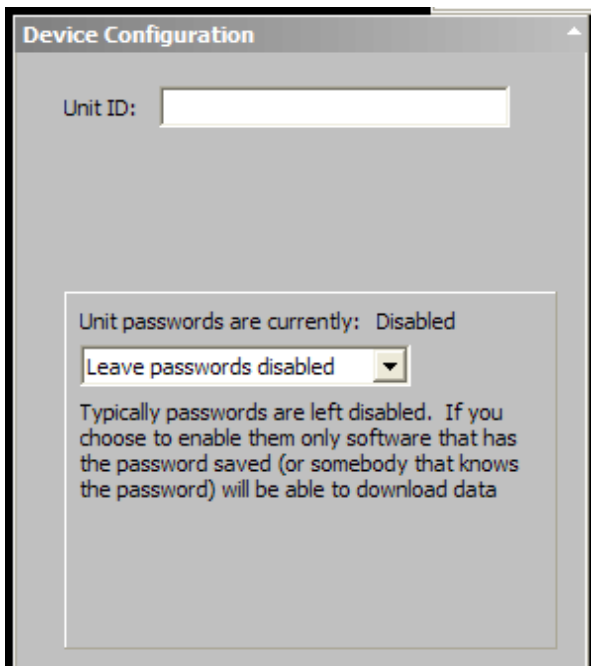 Device Configuration
Unit ID:
Unit passwords are currently: Disabled
Leave passwords disabled
Typically passwords are left disabled. If you
choose to enable them only software that has
the password saved (or somebody that knows
the password) will be able to download data